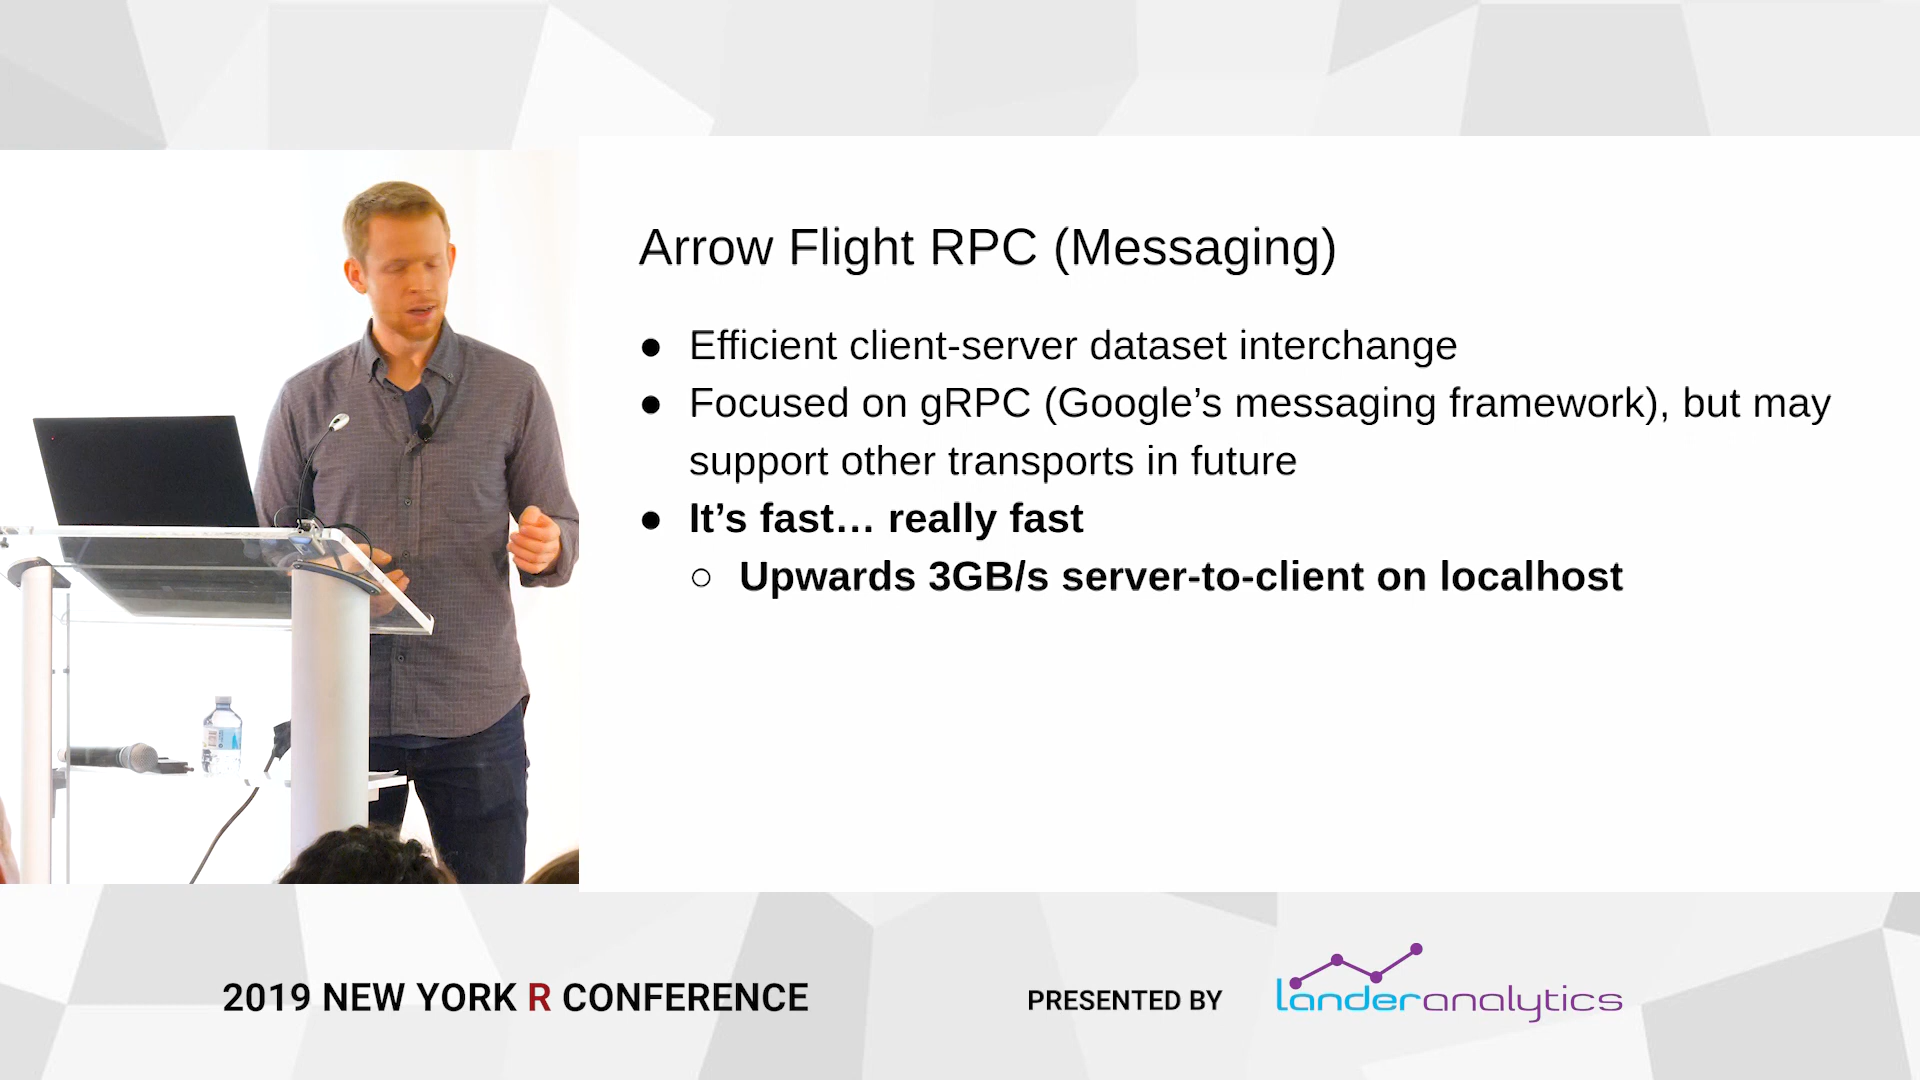 Arrow Flight RPC (Messaging)
● Efficient client-server dataset interchange
● Focused on gRPC (Google’s messaging framework), but may
support other transports in future
● It’s fast… really fast
○ Upwards 3GB/s server-to-client on localhost
2019 NEW YORK R CONFERENCE
PRESENTED BY
landeranalytics